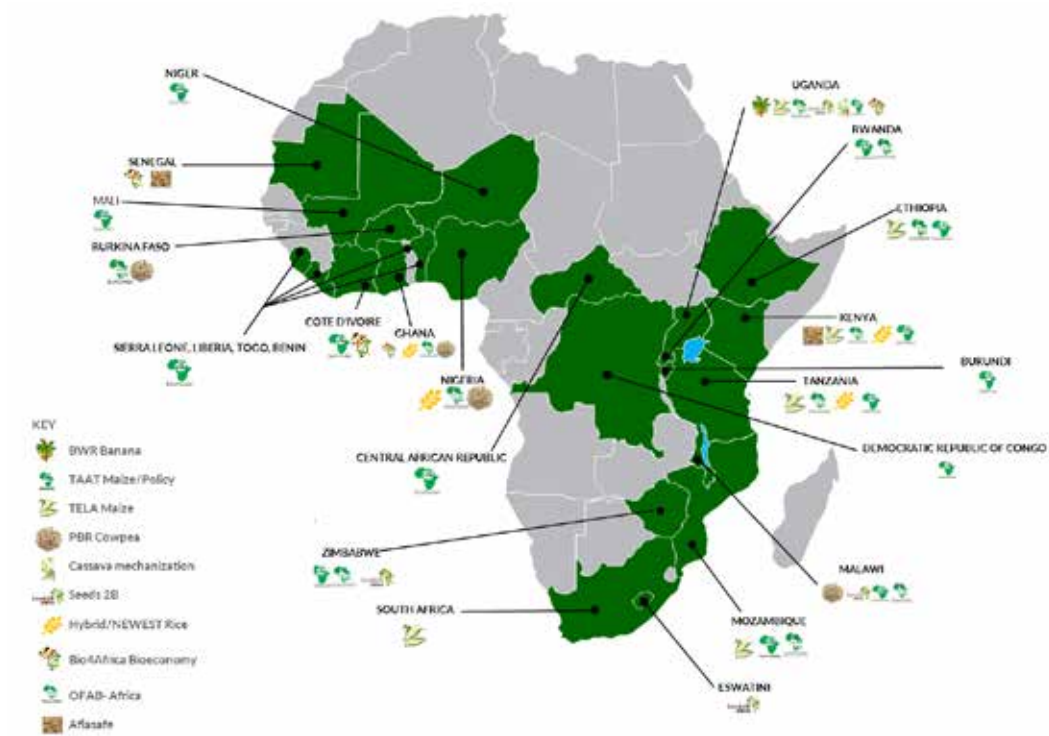 NIGER
UGANDA
RWANDA
SENEGAL
MALI
ETHIOPIA
BURKINA FASO
COTE D'IVOIRE
GHANA
KENYA
SIERRA LEONE, LIBERIA, TOGO, BENIN
BURUNDI
NIGERIA
TANZANIA
DEMOCRATIC REPUBLIC OF CONGO
CENTRAL AFRICAN REPUBLIC
ZIMBABWE
MALAWI
SOUTH AFRICA
MOZAMBIQUE
ESWATINI
KEY
BWR Banana
TAAT Maize/Policy
TELA Maize
PBR Cowpea
Cassava mechanization
Seeds 2B
Hybrid/NEWEST Rice
Bio4Africa Bioeconomy
OFAB- Africa
Aflasafe